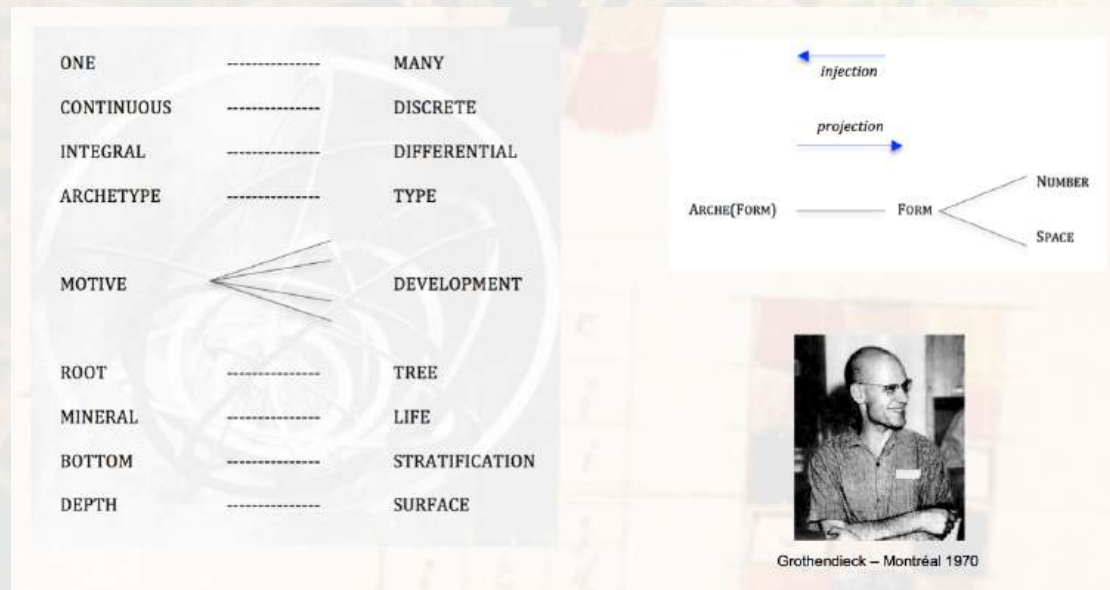 ONE -------------- MANY
CONTINUOUS -------------- DISCRETE
INTEGRAL -------------- DIFFERENTIAL
ARCHETYPE -------------- TYPE
MOTIVE DEVELOPMENT
ROOT -------------- TREE
MINERAL -------------- LIFE
BOTTOM -------------- STRATIFICATION
DEPTH -------------- SURFACE
injection
projection
ARCHE(FORM) FORM
NUMBER
SPACE
Grothendieck – Montréal 1970